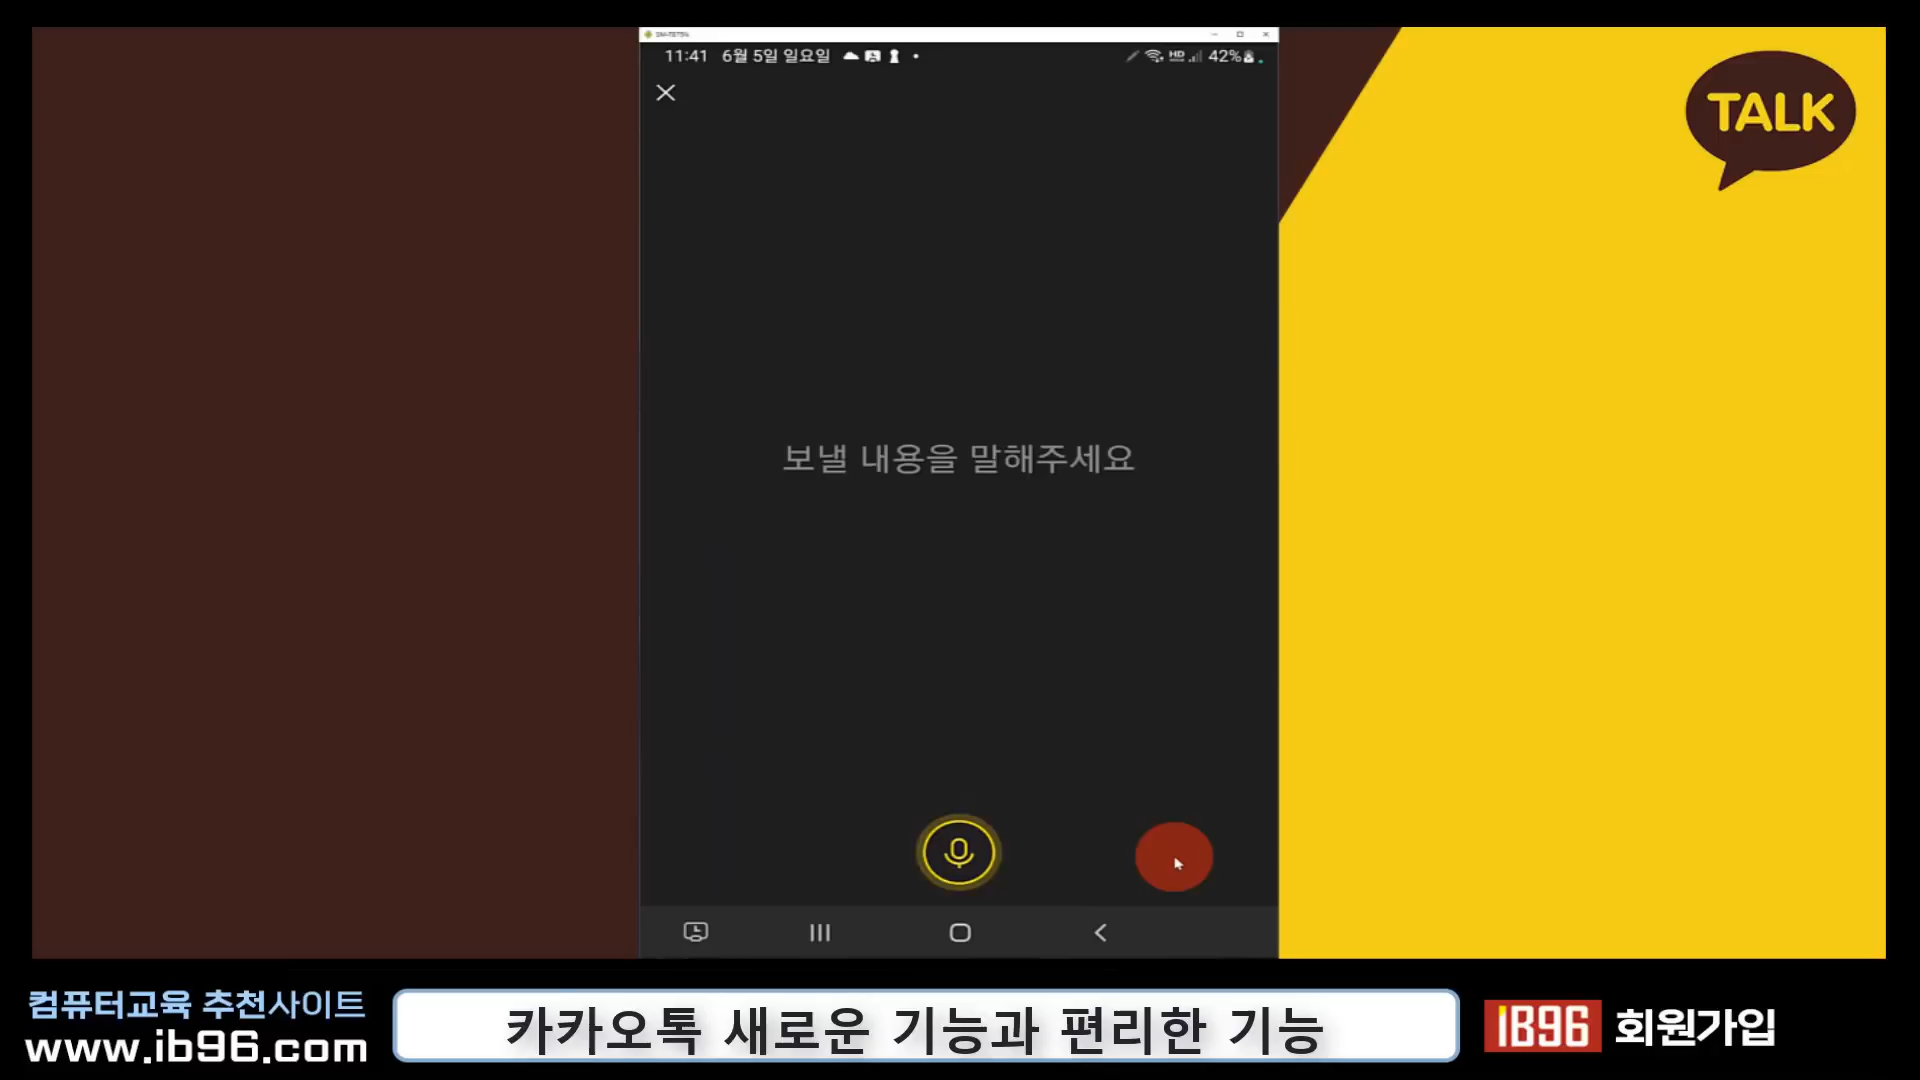 11:41 6월 5일 일요일
HD 42%
TALK
보낼 내용을 말해주세요
컴퓨터교육 추천사이트
www.ib96.com
카카오톡 새로운 기능과 편리한 기능
IB96 회원가입